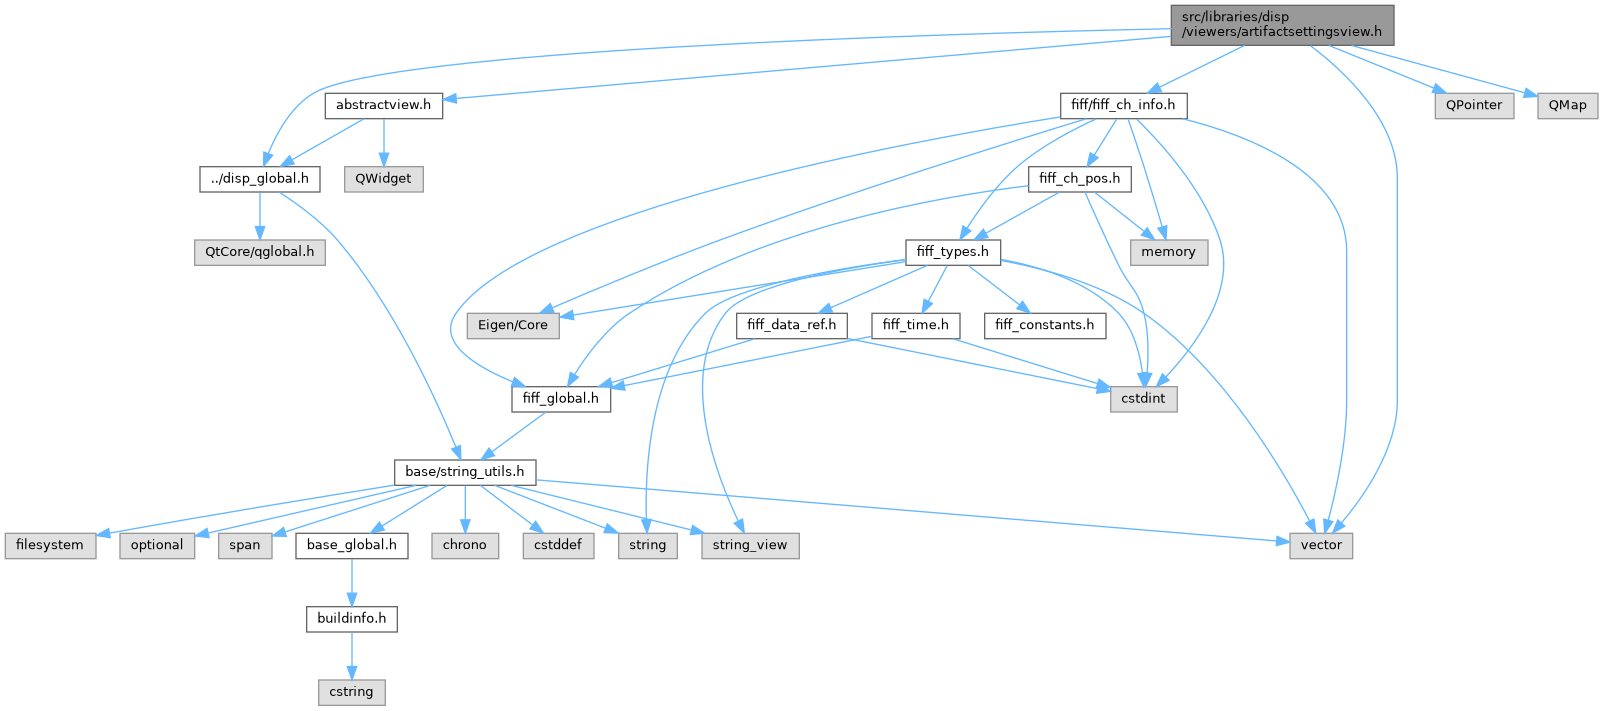 src/libraries/disp
/viewers/artifactsettingsview.h
abstractview.h
fiff/fiff_ch_info.h
QPointer
QMap
../disp_global.h
QWidget
fiff_ch_pos.h
QtCore/qglobal.h
fiff_types.h
memory
Eigen/Core
fiff_data_ref.h
fiff_time.h
fiff_constants.h
fiff_global.h
cstdint
base/string_utils.h
filesystem
optional
span
base_global.h
chrono
cstddef
string
string_view
vector
buildinfo.h
cstring